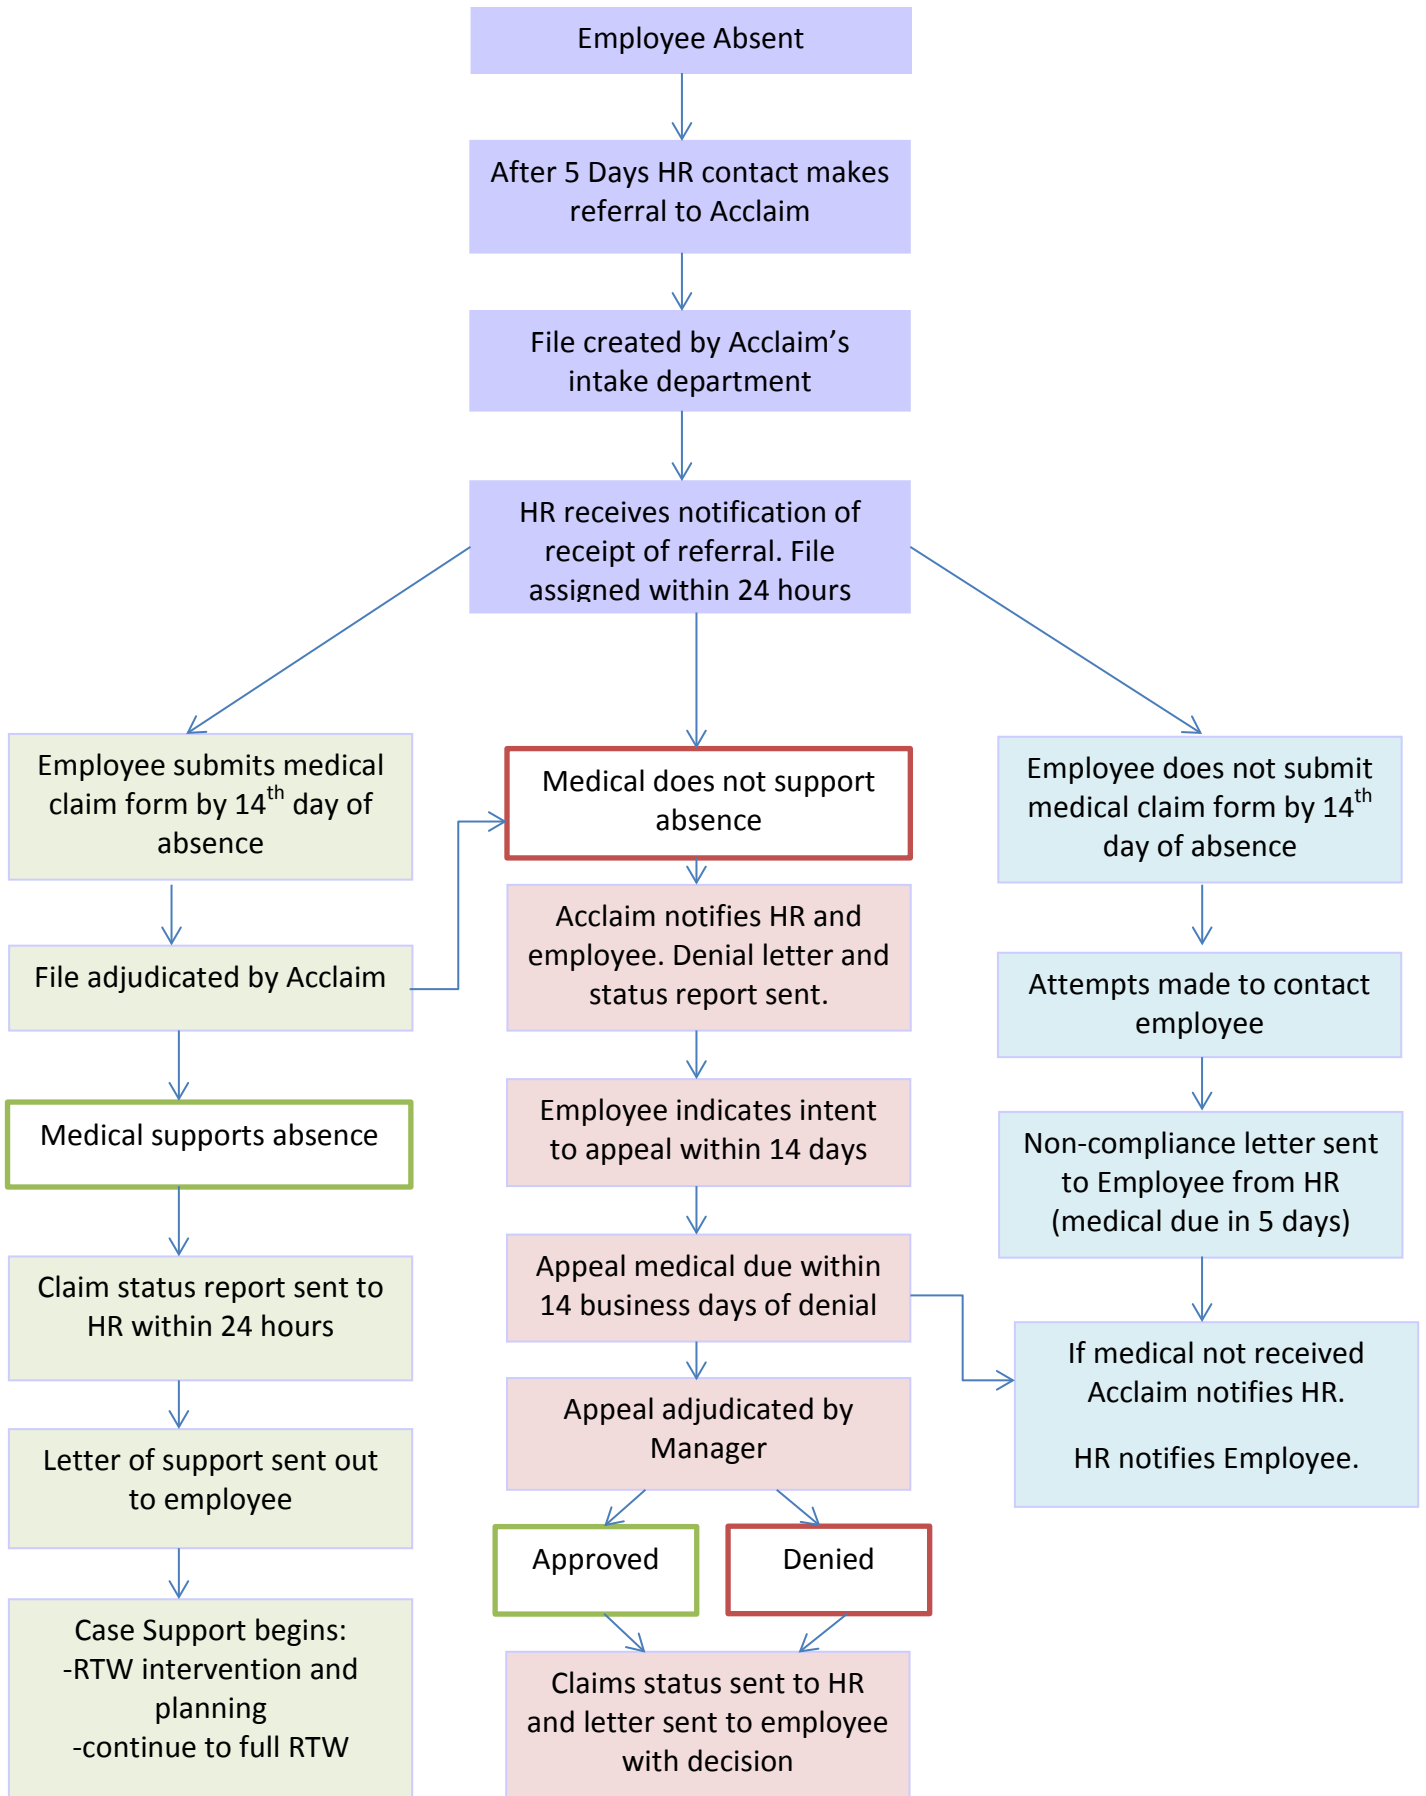 Employee Absent
After 5 Days HR contact makes
referral to Acclaim
File created by Acclaim’s
intake department
HR receives notification of
receipt of referral. File
assigned within 24 hours
Employee submits medical
claim form by 14th day of
absence
File adjudicated by Acclaim
Medical supports absence
Claim status report sent to
HR within 24 hours
Letter of support sent out
to employee
Case Support begins:
-RTW intervention and
planning
-continue to full RTW
Medical does not support
absence
Acclaim notifies HR and
employee. Denial letter and
status report sent.
Employee indicates intent
to appeal within 14 days
Appeal medical due within
14 business days of denial
Appeal adjudicated by
Manager
Approved
Denied
Claims status sent to HR
and letter sent to employee
with decision
Employee does not submit
medical claim form by 14th
day of absence
Attempts made to contact
employee
Non-compliance letter sent
to Employee from HR
(medical due in 5 days)
If medical not received
Acclaim notifies HR.
HR notifies Employee.